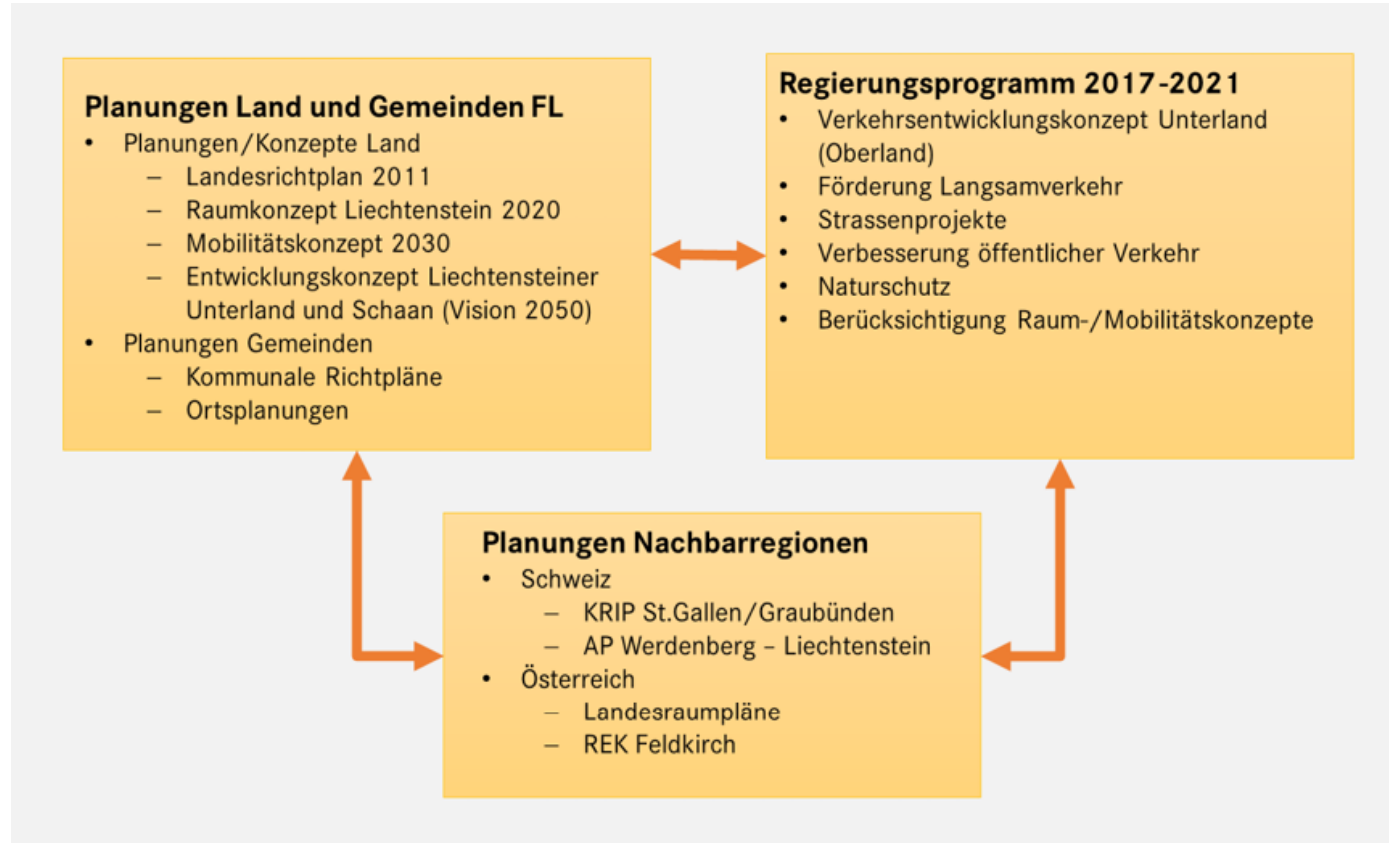 Planungen Land und Gemeinden FL
• Planungen/Konzepte Land
– Landesrichtplan 2011
– Raumkonzept Liechtenstein 2020
– Mobilitätskonzept 2030
– Entwicklungskonzept Liechtensteiner
Unterland und Schaan (Vision 2050)
• Planungen Gemeinden
– Kommunale Richtpläne
– Ortsplanungen
Regierungsprogramm 2017-2021
• Verkehrsentwicklungskonzept Unterland
(Oberland)
• Förderung Langsamverkehr
• Strassenprojekte
• Verbesserung öffentlicher Verkehr
• Naturschutz
• Berücksichtigung Raum-/Mobilitätskonzepte
Planungen Nachbarregionen
• Schweiz
– KRIP St.Gallen/Graubünden
– AP Werdenberg – Liechtenstein
• Österreich
– Landesraumpläne
– REK Feldkirch